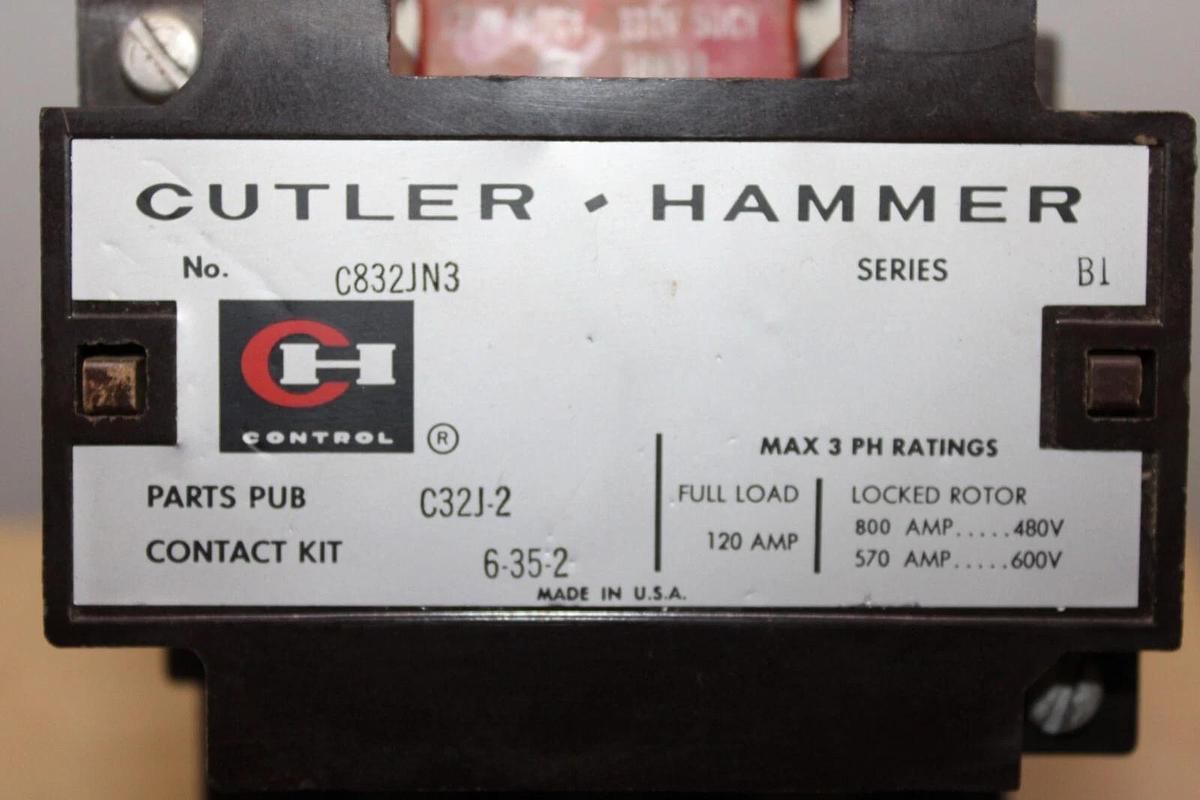 CUTLER - HAMMER
No. C832JN3 SERIES B1
CH
CONTROL ®
MAX 3 PH RATINGS
PARTS PUB C32J-2
FULL LOAD
120 AMP
LOCKED ROTOR
800 AMP.....480V
570 AMP.....600V
CONTACT KIT 6-35-2
MADE IN U.S.A.